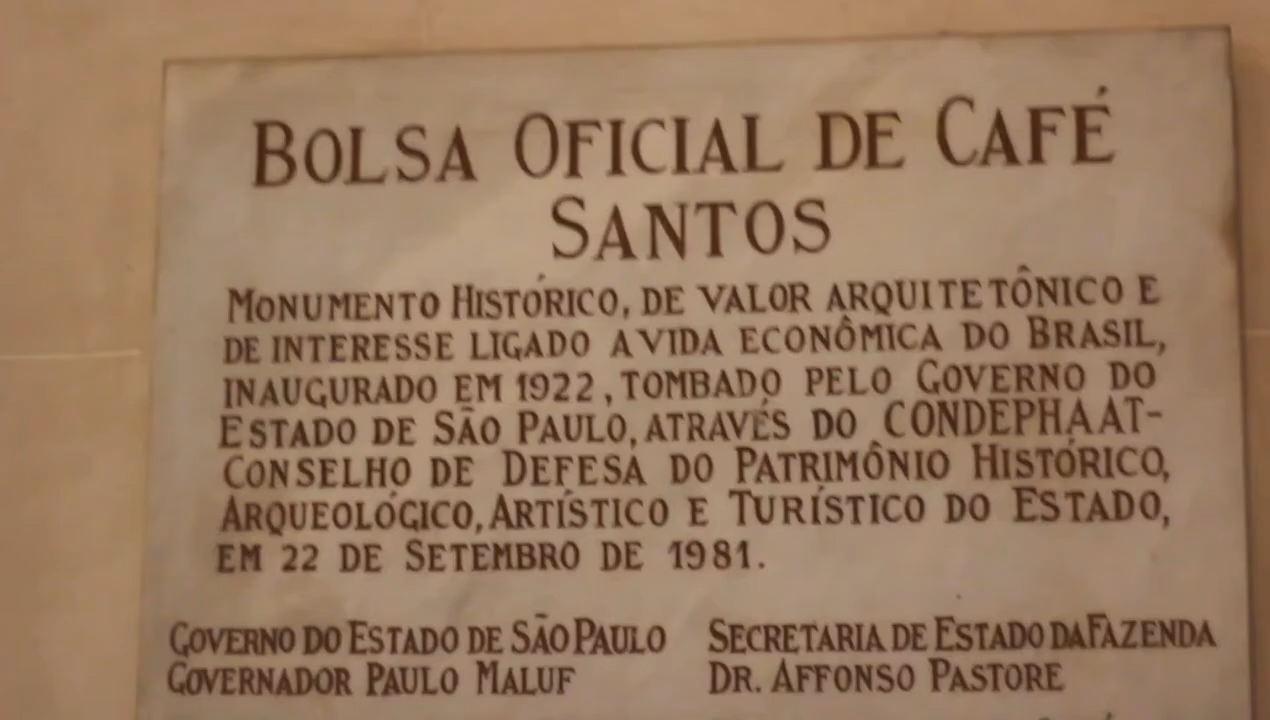 BOLSA OFICIAL DE CAFÉ
SANTOS
MONUMENTO HISTÓRICO, DE VALOR ARQUITETÔNICO E
DE INTERESSE LIGADO A VIDA ECONÔMICA DO BRASIL,
INAUGURADO EM 1922, TOMBADO PELO GOVERNO DO
ESTADO DE SÃO PAULO, ATRAVÉS DO CONDEPHAAT-
CONSELHO DE DEFESA DO PATRIMÔNIO HISTÓRICO,
ARQUEOLÓGICO, ARTÍSTICO E TURÍSTICO DO ESTADO,
EM 22 DE SETEMBRO DE 1981.
GOVERNO DO ESTADO DE SÃO PAULO
GOVERNADOR PAULO MALUF
SECRETARIA DE ESTADO DA FAZENDA
DR. AFFONSO PASTORE